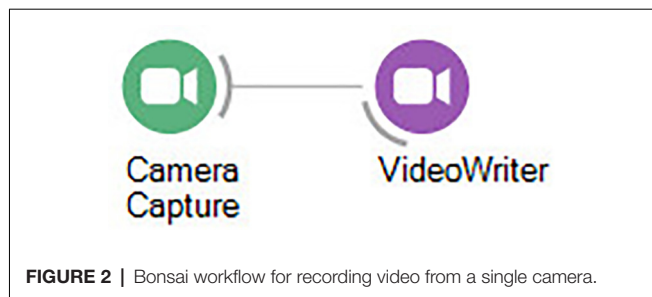 Camera
Capture
VideoWriter
FIGURE 2 | Bonsai workflow for recording video from a single camera.